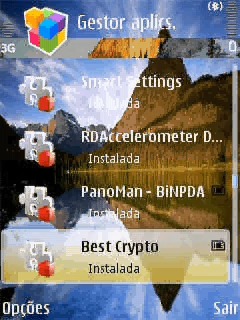 Gestor aplics.
3G
Smart Settings
Instalada
RDAccelerometer D...
Instalada
PanoMan - BiNPDA
Instalada
Best Crypto
Instalada
Opções
Sair